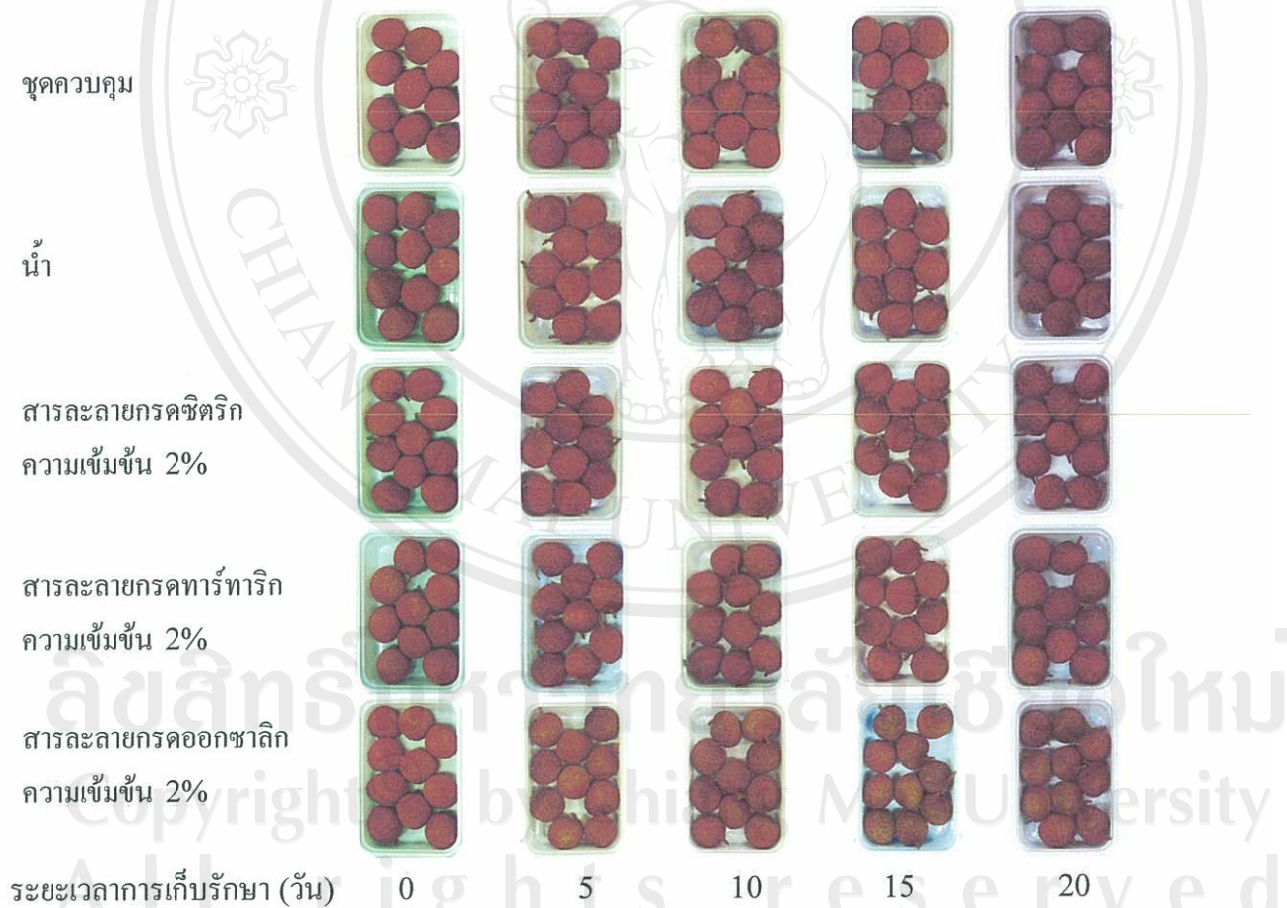 ชุดควบคุม
น้ำ
สารละลายกรดซิตริก
ความเข้มข้น 2%
สารละลายกรดทาร์ทาริก
ความเข้มข้น 2%
สารละลายกรดออกซาลิก
ความเข้มข้น 2%
ระยะเวลาการเก็บรักษา (วัน) 0 5 10 15 20
CHIANG MAI UNIVERSITY
ลิขสิทธิ์มหาวิทยาลัยเชียงใหม่
Copyright by Chiang Mai University
All rights reserved